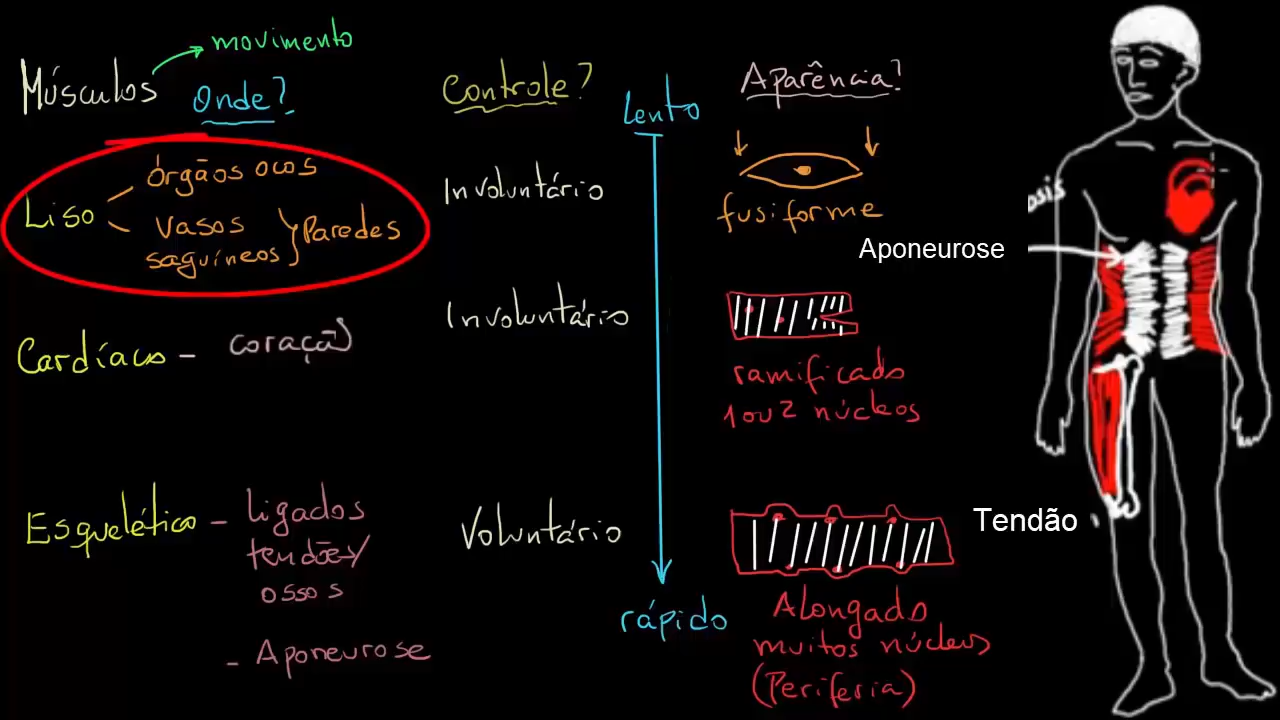 movimento
Músculos
Onde?
Controle?
Aparência?
lento
órgãos ocos
Liso
vasos
saguíneos
Paredes
Involuntário
fusiforme
Aponeurose
osis
Cardíaco - coração
Involuntário
ramificado
1 ou 2 núcleos
Esquelético - Ligados
tendões/
ossos
- Aponeurose
Voluntário
rápido
Tendão
Alongado
muitos núcleos
(Periferia)